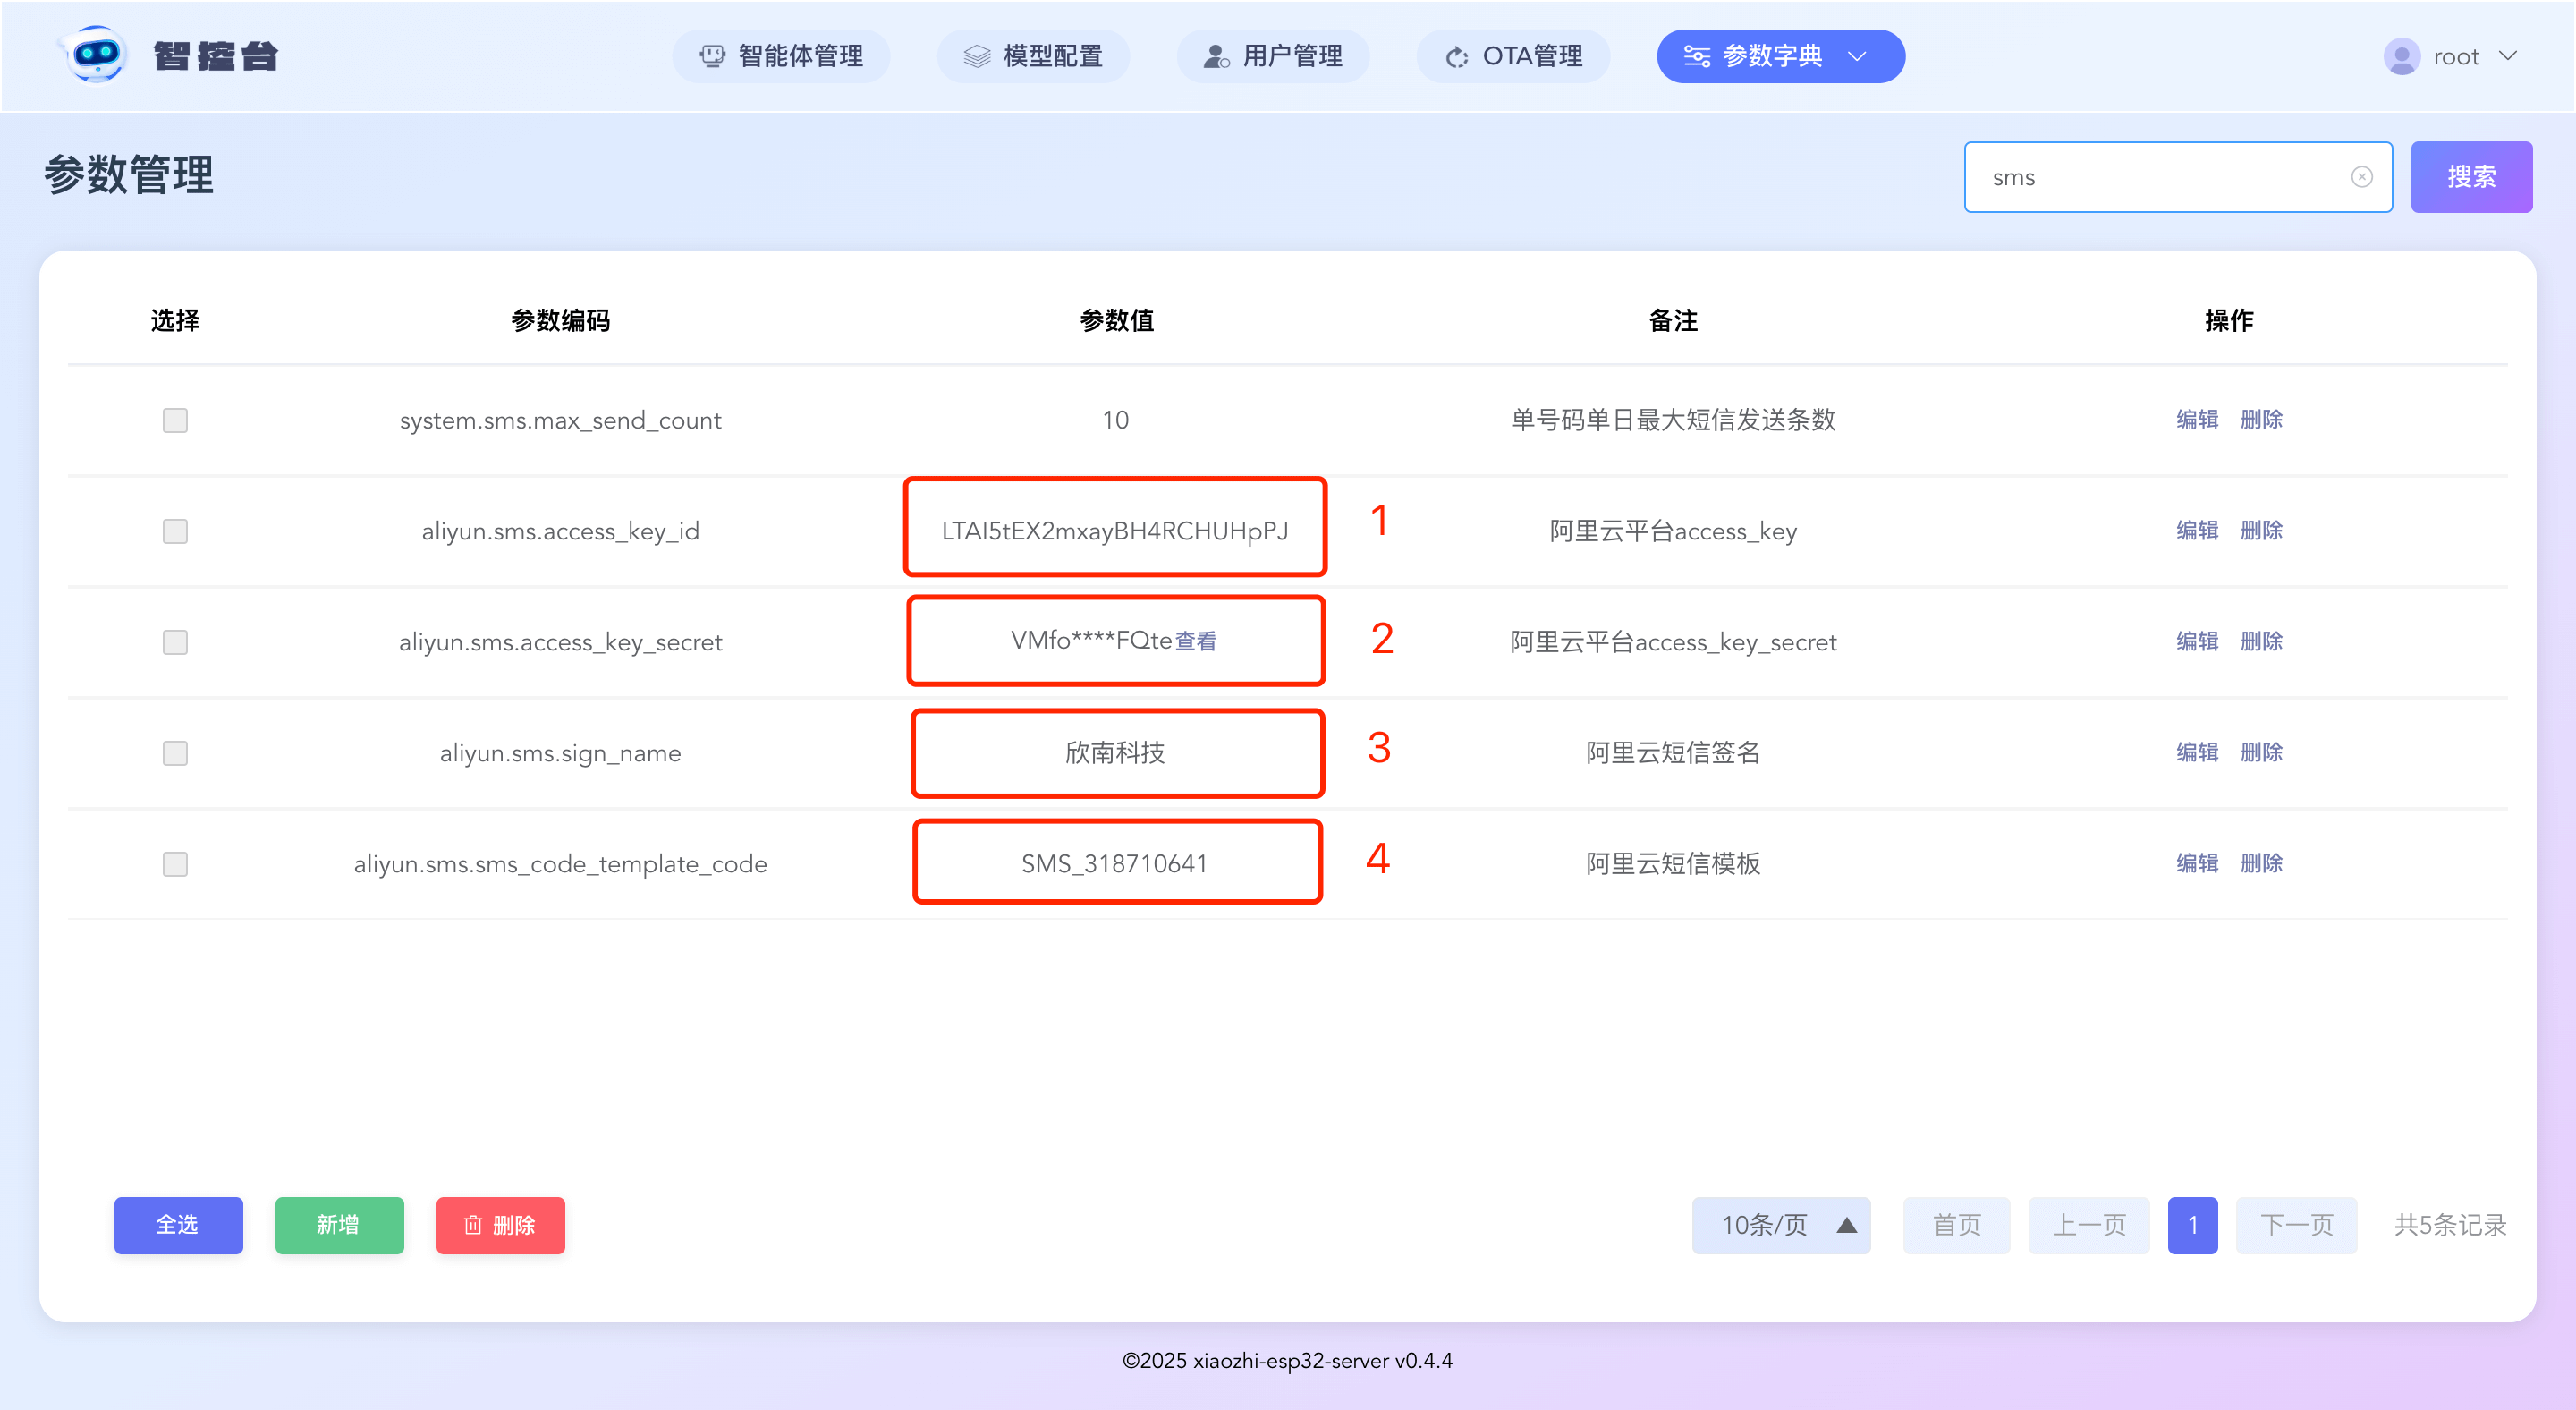 智控台
智能体管理 模型配置 用户管理 OTA管理 参数字典 root
参数管理 sms 搜索
选择 参数编码 参数值 备注 操作
system.sms.max_send_count 10 单号码单日最大短信发送条数 编辑 删除
aliyun.sms.access_key_id LTAI5tEX2mxayBH4RCHUHpPJ 1 阿里云平台access_key 编辑 删除
aliyun.sms.access_key_secret VMfo****FQte查看 2 阿里云平台access_key_secret 编辑 删除
aliyun.sms.sign_name 欣南科技 3 阿里云短信签名 编辑 删除
aliyun.sms.sms_code_template_code SMS_318710641 4 阿里云短信模板 编辑 删除
全选 新增 删除 10条/页 首页 上一页 1 下一页 共5条记录
©2025 xiaozhi-esp32-server v0.4.4